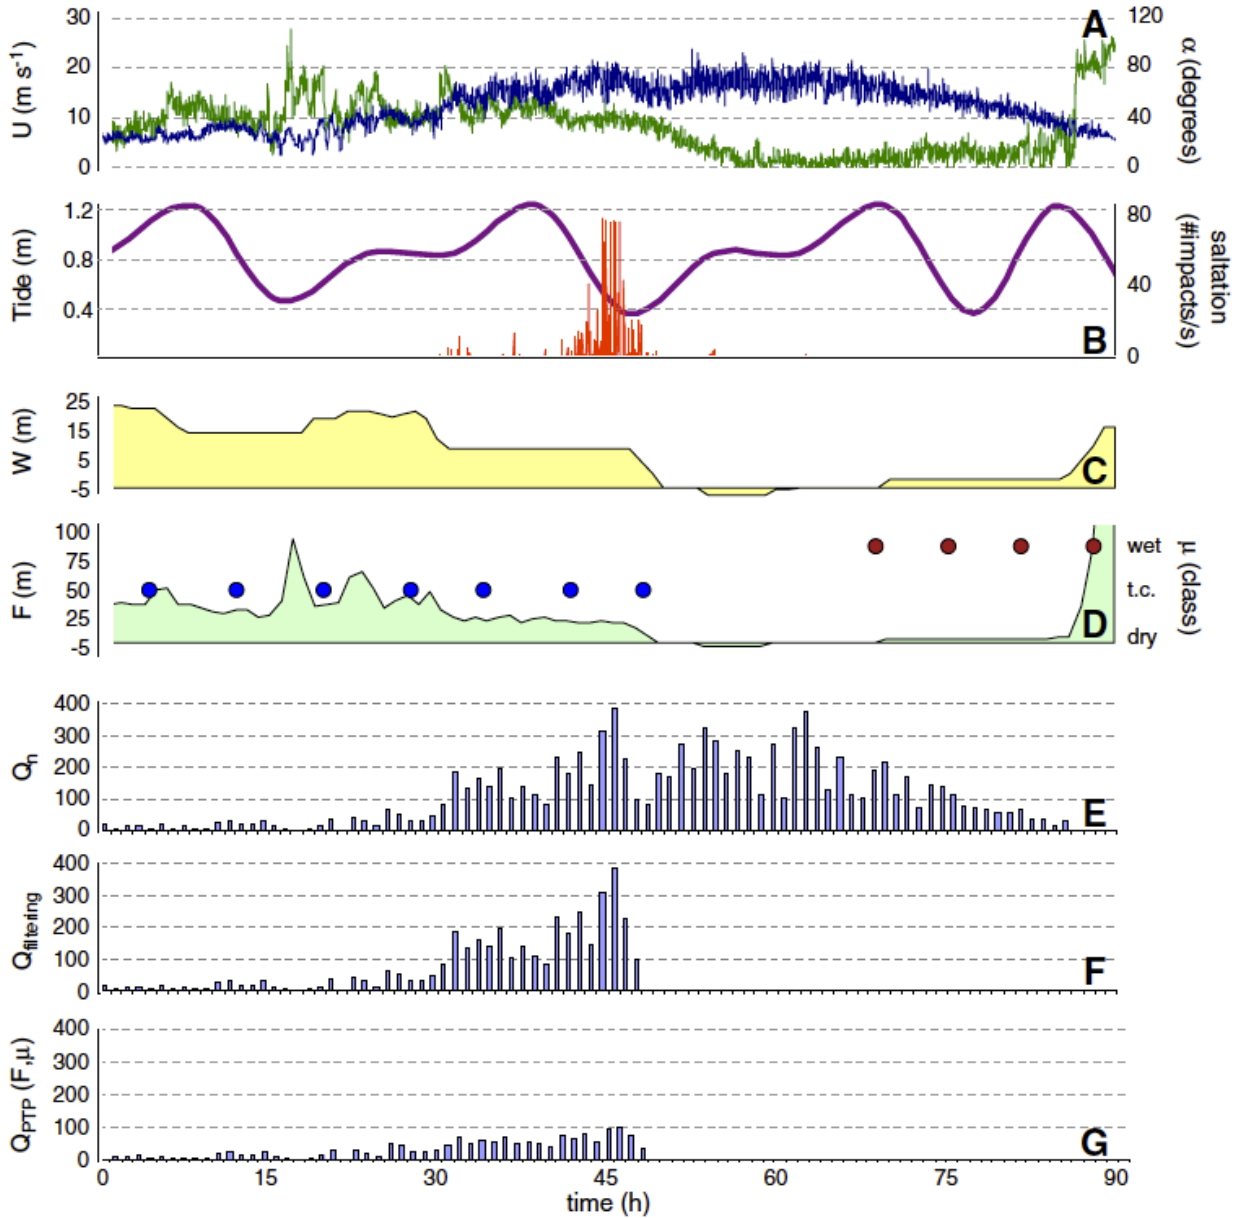 30 A 120
20 80
10 40
0 0
U (m s⁻¹)
α (degrees)
1.2 80
0.8 40
0.4
B 0
Tide (m)
saltation
(#impacts/s)
25
15
5
-5
C
W (m)
100
75 wet
50 t.c.
25
-5 dry
D
F (m)
μ (class)
400
300
200
100
0
E
Qn
400
300
200
100
0
F
Qfiltering
400
300
200
100
0
G
QPTP (F,μ)
0 15 30 45 60 75 90
time (h)